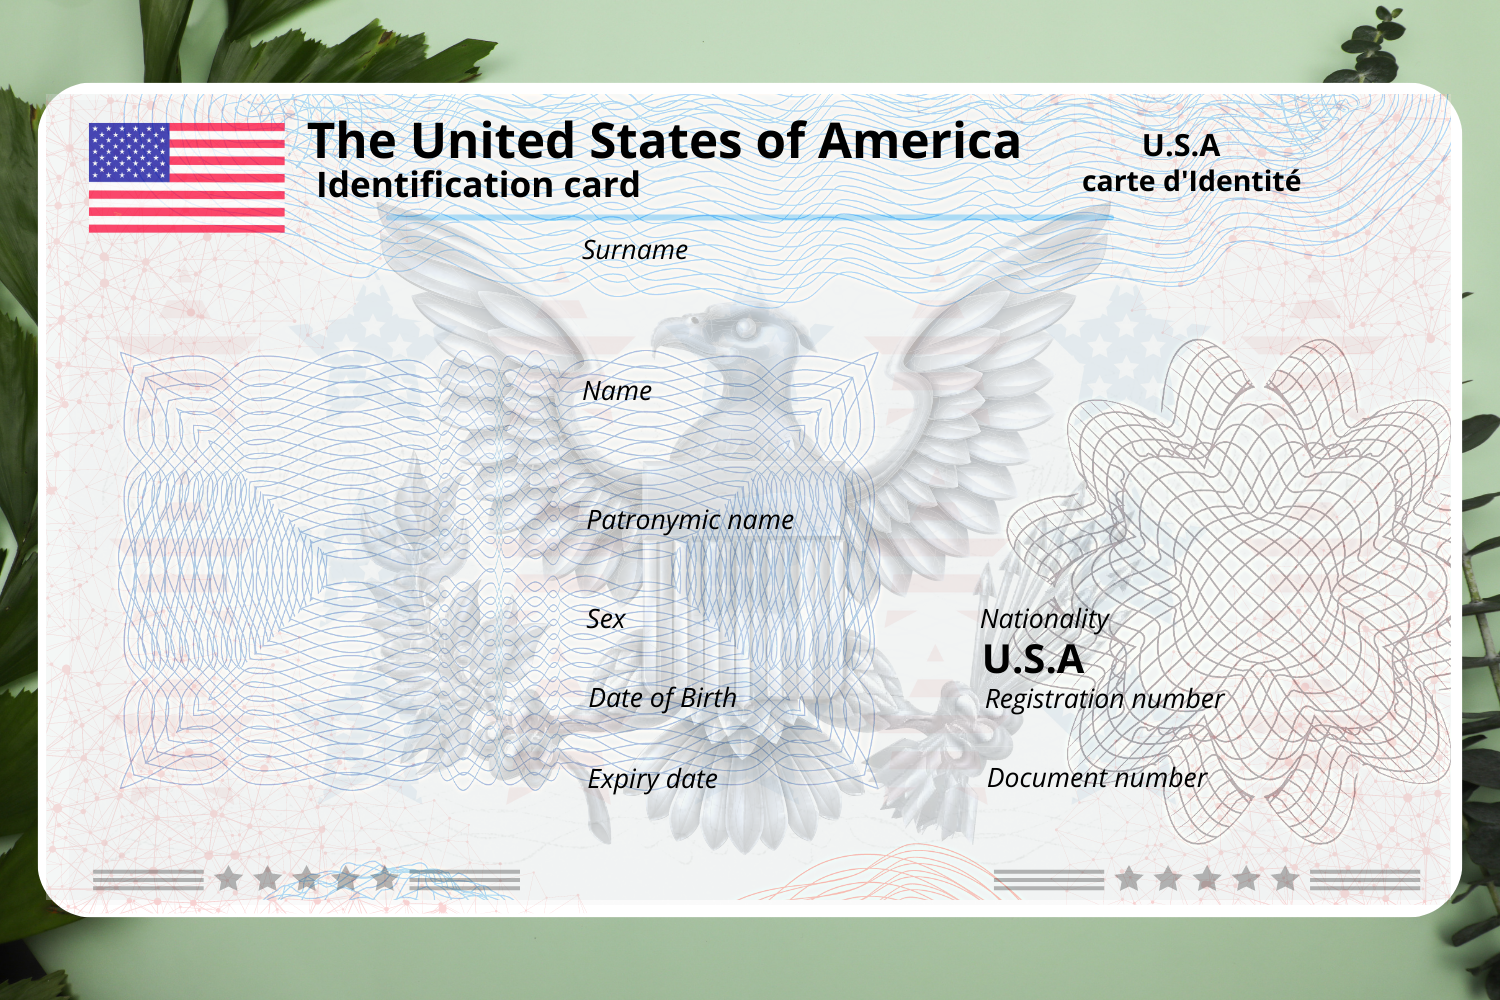 The United States of America
Identification card
U.S.A
carte d'Identité
Surname
Name
Patronymic name
Sex
Nationality
U.S.A
Date of Birth
Registration number
Expiry date
Document number